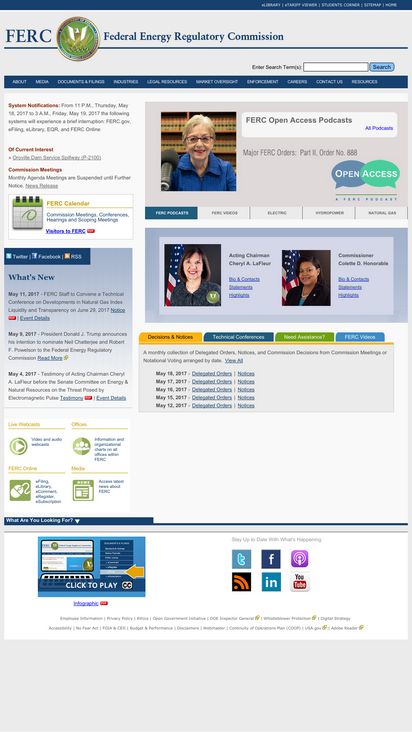 eLIBRARY | eTARIFF VIEWER | STUDENTS CORNER | SITEMAP | HOME
FERC Federal Energy Regulatory Commission
Enter Search Term(s): Search
ABOUT MEDIA DOCUMENTS & FILINGS INDUSTRIES LEGAL RESOURCES MARKET OVERSIGHT ENFORCEMENT CAREERS CONTACT US RESOURCES
System Notifications: From 11 P.M., Thursday, May
18, 2017 to 3 A.M., Friday, May 19, 2017 the following
systems will experience a brief interruption: FERC.gov,
eFiling, eLibrary, EQR, and FERC Online
Of Current Interest
» Oroville Dam Service Spillway (P-2100)
Commission Meetings
Monthly Agenda Meetings are Suspended until Further
Notice, News Release
FERC Calendar
Commission Meetings, Conferences,
Hearings and Scoping Meetings
Visitors to FERC
Twitter | Facebook | RSS
What's New
May 11, 2017 - FERC Staff to Convene a Technical
Conference on Developments in Natural Gas Index
Liquidity and Transparency on June 29, 2017 Notice
| Event Details
May 9, 2017 - President Donald J. Trump announces
his intention to nominate Neil Chatterjee and Robert
F. Powelson to the Federal Energy Regulatory
Commission Read More
May 4, 2017 - Testimony of Acting Chairman Cheryl
A. LaFleur before the Senate Committee on Energy &
Natural Resources on the Threat Posed by
Electromagnetic Pulse Testimony | Event Details
Live Webcasts
Video and audio
webcasts
Offices
Information and
organizational
charts on all
offices within
FERC
FERC Online
eFiling,
eLibrary,
eComment,
eRegister,
eSubscription
Media
Access latest
news about
FERC
FERC Open Access Podcasts
All Podcasts
Major FERC Orders: Part II, Order No. 888
OPEN ACCESS
A FERC PODCAST
FERC PODCASTS FERC VIDEOS ELECTRIC HYDROPOWER NATURAL GAS
Acting Chairman
Cheryl A. LaFleur
Bio & Contacts
Statements
Highlights
Commissioner
Colette D. Honorable
Bio & Contacts
Statements
Highlights
Decisions & Notices Technical Conferences Need Assistance? FERC Videos
A monthly collection of Delegated Orders, Notices, and Commission Decisions from Commission Meetings or
Notational Voting arranged by date. View All
May 18, 2017 - Delegated Orders | Notices
May 17, 2017 - Delegated Orders | Notices
May 16, 2017 - Delegated Orders | Notices
May 15, 2017 - Delegated Orders | Notices
May 12, 2017 - Delegated Orders | Notices
What Are You Looking For?
CLICK TO PLAY CC
Infographic
Stay Up to Date With What's Happening
You Tube
Employee Information | Privacy Policy | Ethics | Open Government Initiative | DOE Inspector General | Whistleblower Protection | Digital Strategy
Accessibility | No Fear Act | FOIA & CEII | Budget & Performance | Disclaimers | Webmaster | Continuity of Operations Plan (COOP) | USA.gov | Adobe Reader